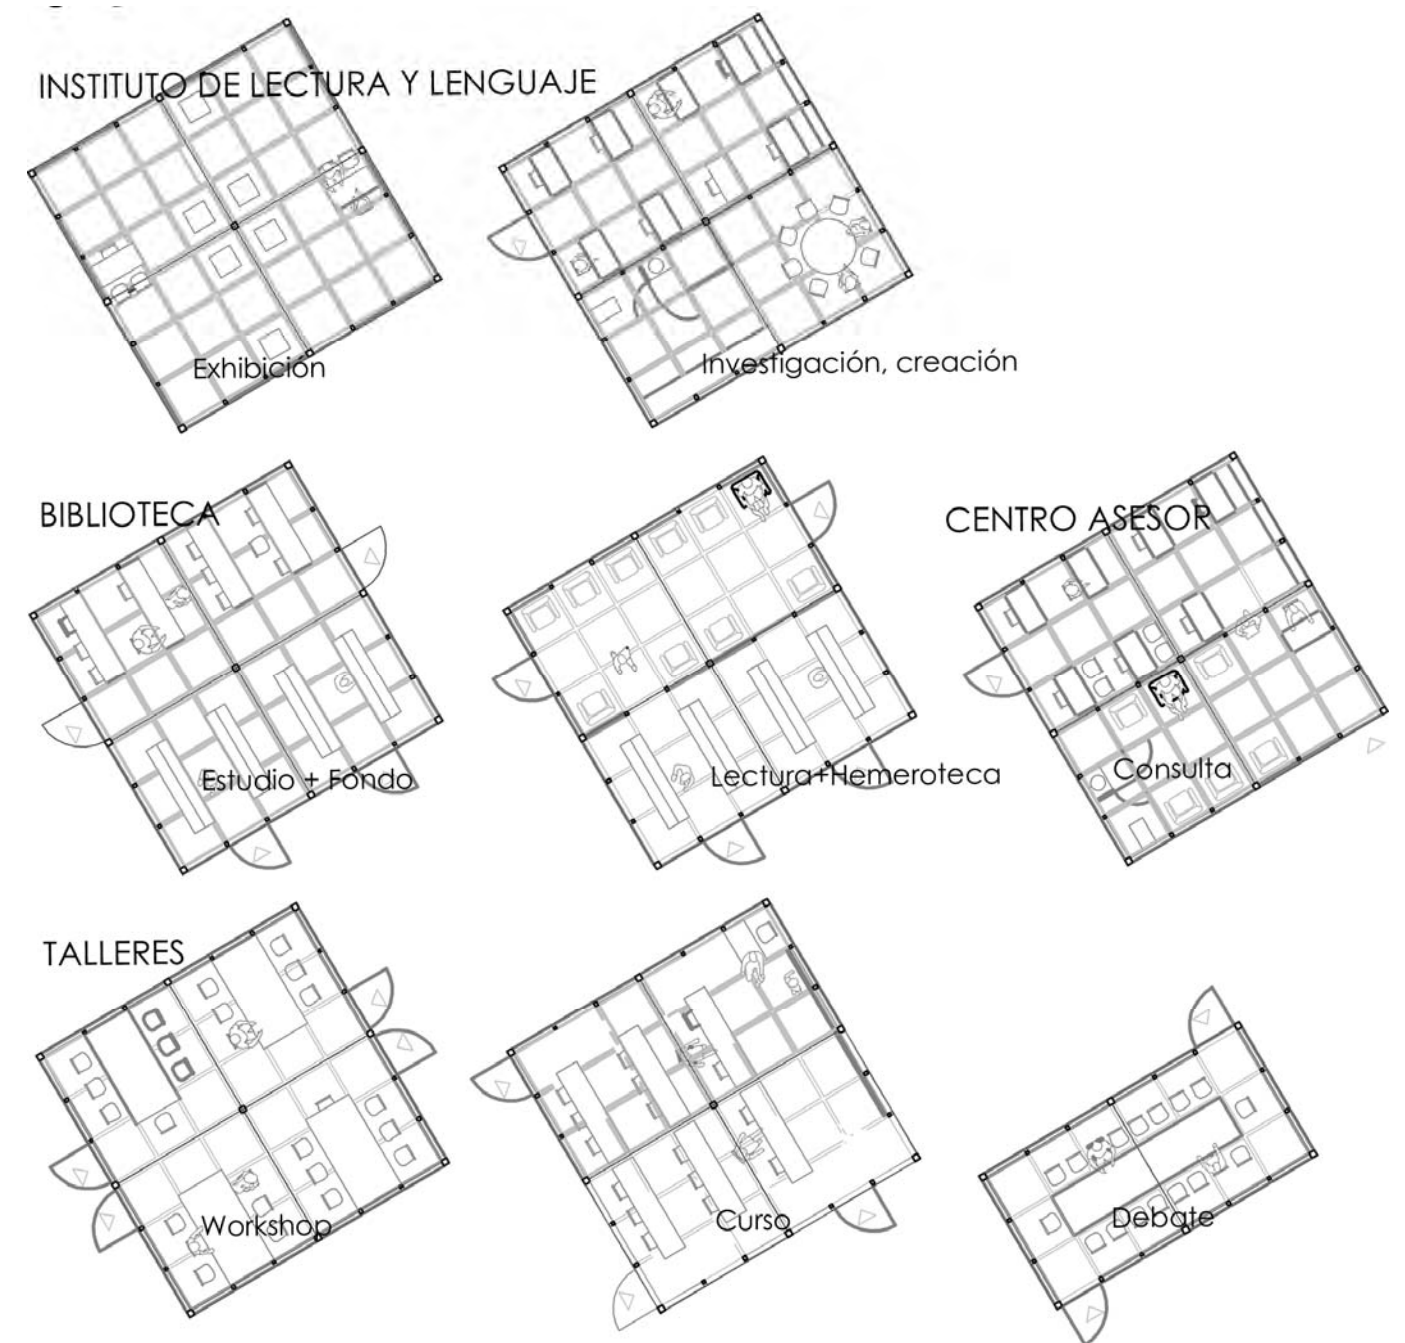 INSTITUTO DE LECTURA Y LENGUAJE
Exhibición
Investigación, creación
BIBLIOTECA
CENTRO ASESOR
Estudio + Fondo
Lectura+Hemeroteca
Consulta
TALLERES
Workshop
Curso
Debate